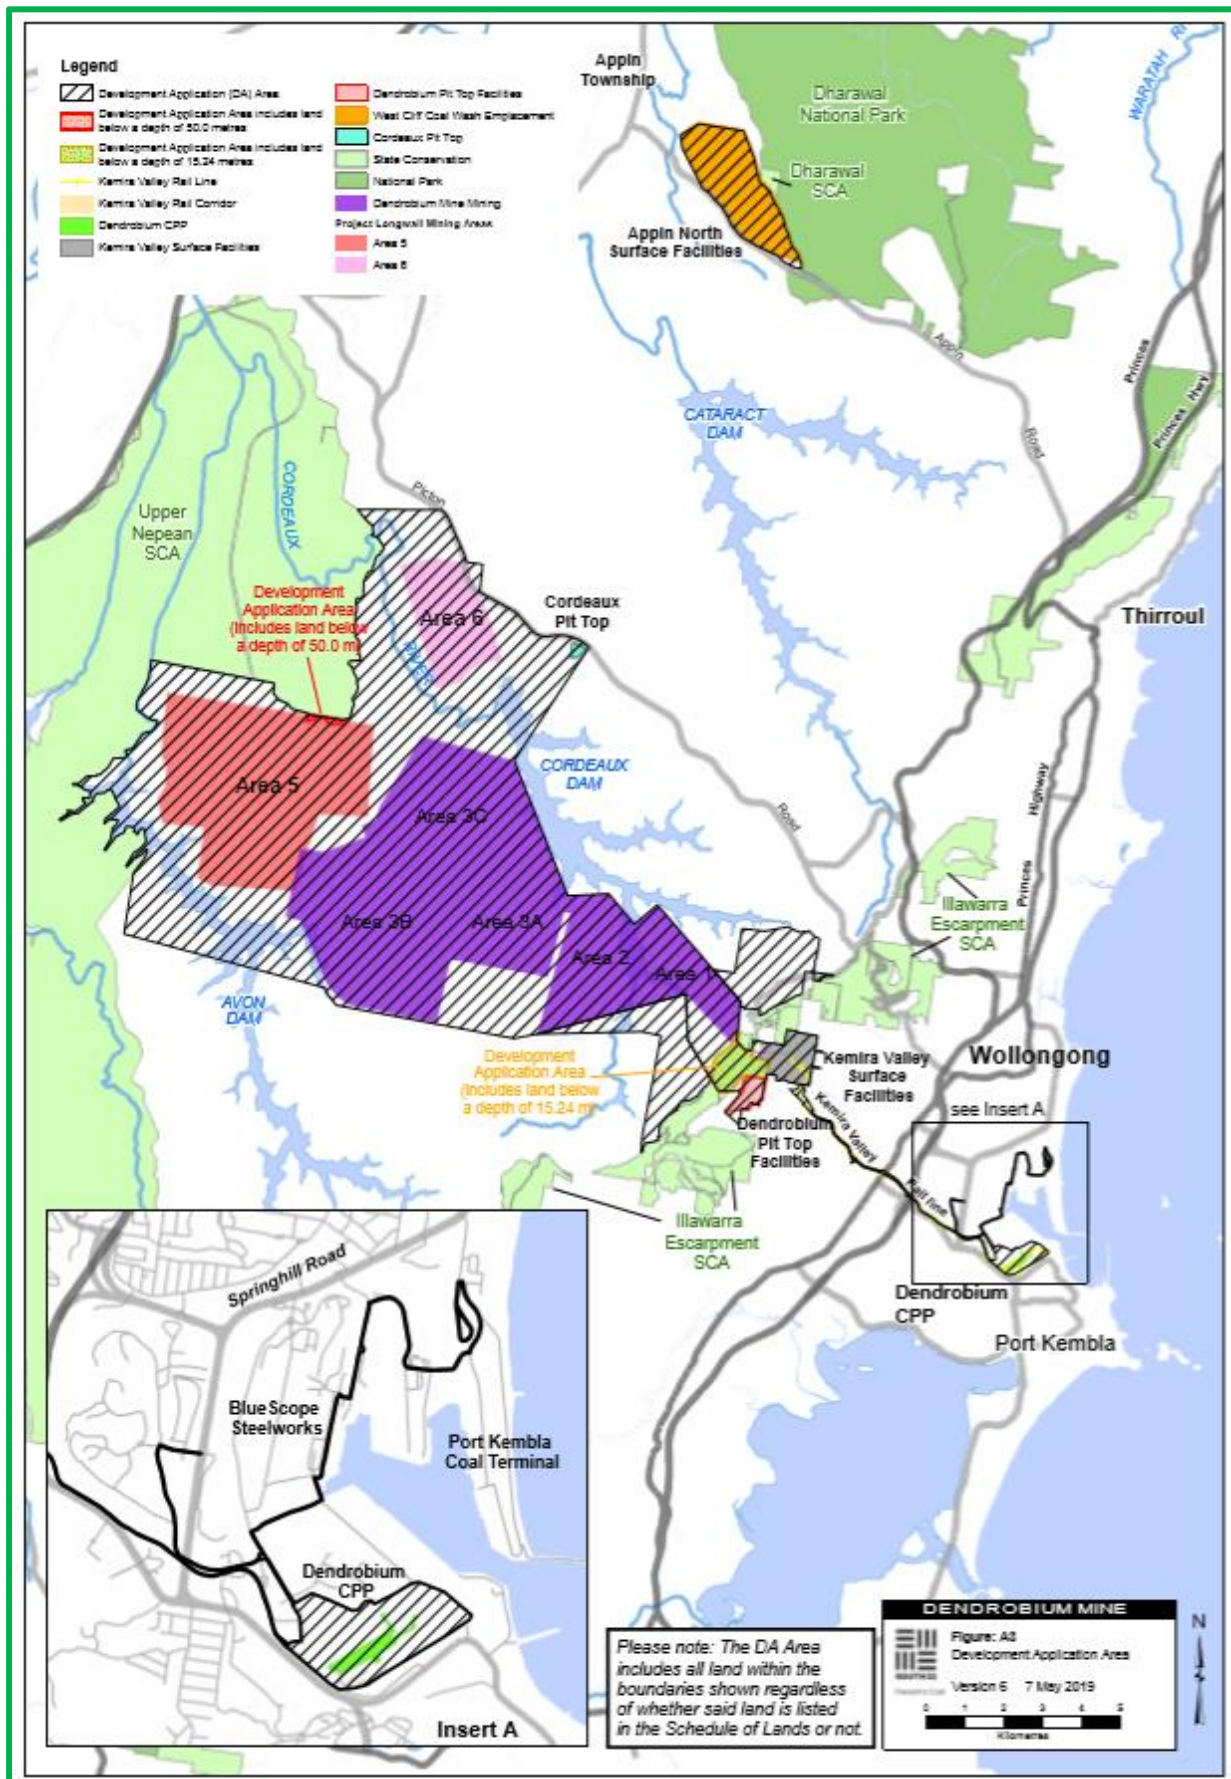 Legend
Development Application (DA) Area
Development Application Area includes land
below a depth of 50.0 metres
Development Application Area includes land
below a depth of 15.24 metres
Kemira Valley Rail Line
Kemira Valley Rail Corridor
Dendrobium CPP
Kemira Valley Surface Facilities
Dendrobium Pit Top Facilities
West Cliff Coal Wash Emplacement
Cordeaux Pit Top
State Conservation
National Park
Dendrobium Mine Mining
Project Longwall Mining Areas
Area 5
Area 6
Appin
Township
Dharawal
National Park
WARATAH
Dharawal
SCA
Appin North
Surface Facilities
Appin
Road
Princes
Princes Hwy
CATARACT
DAM
CORDEAUX
RIVER
Picton
Road
Upper
Nepean
SCA
Development
Application Area
(Includes land below
a depth of 50.0 m)
Area 6
Cordeaux
Pit Top
Thirroul
CORDEAUX
DAM
Area 5
Area 3C
Area 3B
Area 3A
Area 2
Area 1
Princes
Highway
Illawarra
Escarpment
SCA
AVON
DAM
Development
Application Area
(Includes land below
a depth of 15.24 m)
Kemira Valley
Surface
Facilities
Wollongong
see Insert A
Dendrobium
Pit Top
Facilities
Kemira Valley
Rail line
Illawarra
Escarpment
SCA
Dendrobium
CPP
Port Kembla
Springhill Road
BlueScope
Steelworks
Port Kembla
Coal Terminal
Dendrobium
CPP
Insert A
Please note: The DA Area
includes all land within the
boundaries shown regardless
of whether said land is listed
in the Schedule of Lands or not.
DENDROBIUM MINE
Figure: A3
Development Application Area
Version 6 7 May 2019
0 1 2 3 4 5
Kilometres
N